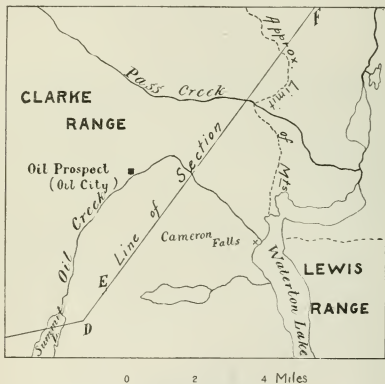 F
Approx. Limit of Mts.
Pass Creek
CLARKE
RANGE
Oil Prospect
(Oil City)
Line of Section
Oil Creek
Cameron
Falls
E
Waterton Lake
LEWIS
RANGE
D
Summit
0 2 4 Miles